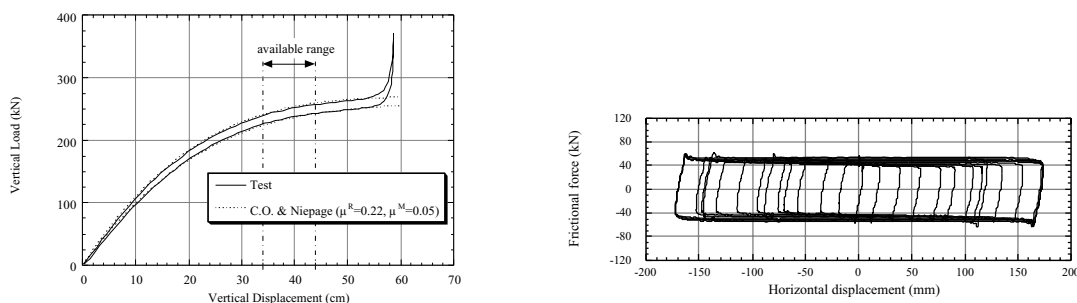 400
300
200
100
0
Vertical Load (kN)
available range
Test
C.O. & Niepage (μᴿ=0.22, μᴹ=0.05)
0 10 20 30 40 50 60 70
Vertical Displacement (cm)
120
80
40
0
-40
-80
-120
Frictional force (kN)
-200 -150 -100 -50 0 50 100 150 200
Horizontal displacement (mm)